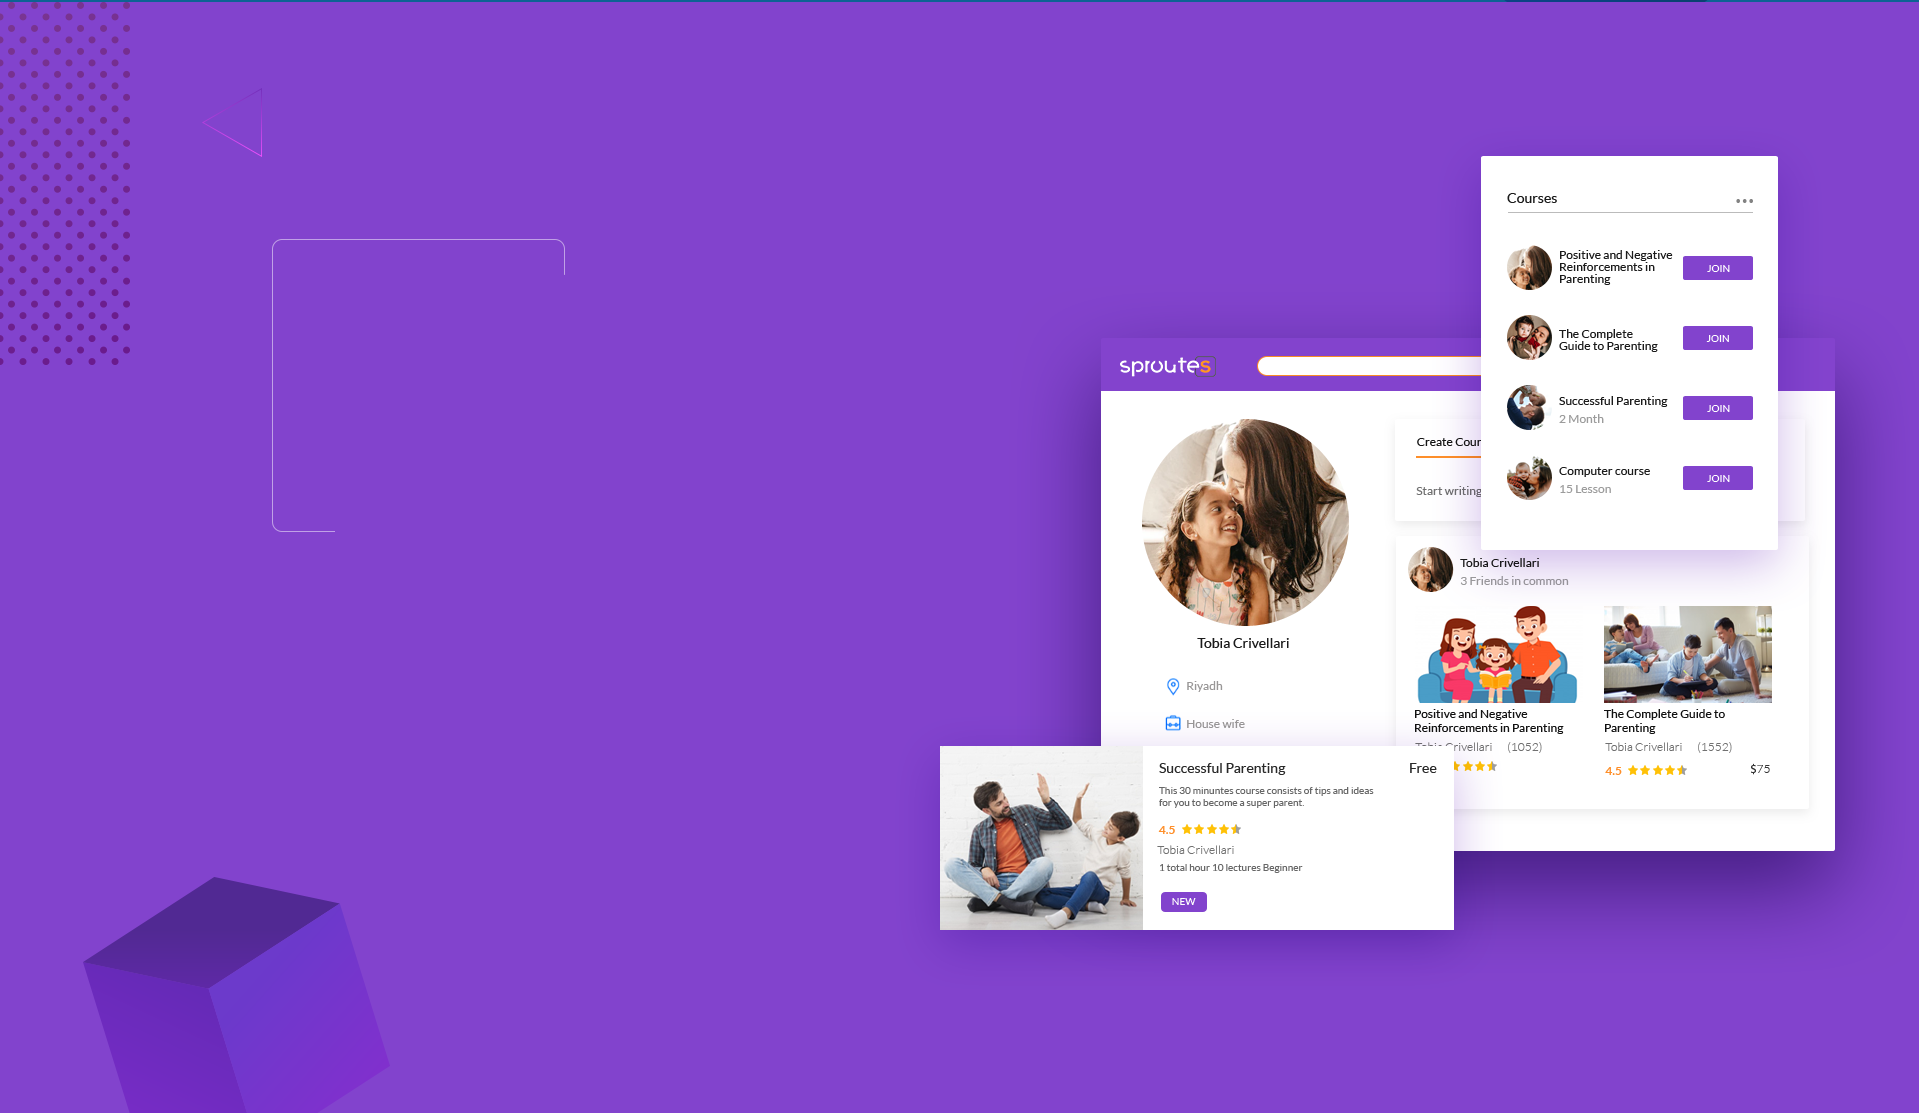 Courses
Positive and Negative
Reinforcements in
Parenting
JOIN
The Complete
Guide to Parenting
JOIN
Successful Parenting
2 Month
JOIN
Computer course
15 Lesson
JOIN
sproutes
Create Cour
Start writing
Tobia Crivellari
3 Friends in common
Tobia Crivellari
Riyadh
House wife
Positive and Negative
Reinforcements in Parenting
Tobia Crivellari (1052)
The Complete Guide to
Parenting
Tobia Crivellari (1552)
4.5
$75
Successful Parenting
Free
This 30 minuntes course consists of tips and ideas
for you to become a super parent.
4.5
Tobia Crivellari
1 total hour 10 lectures Beginner
NEW